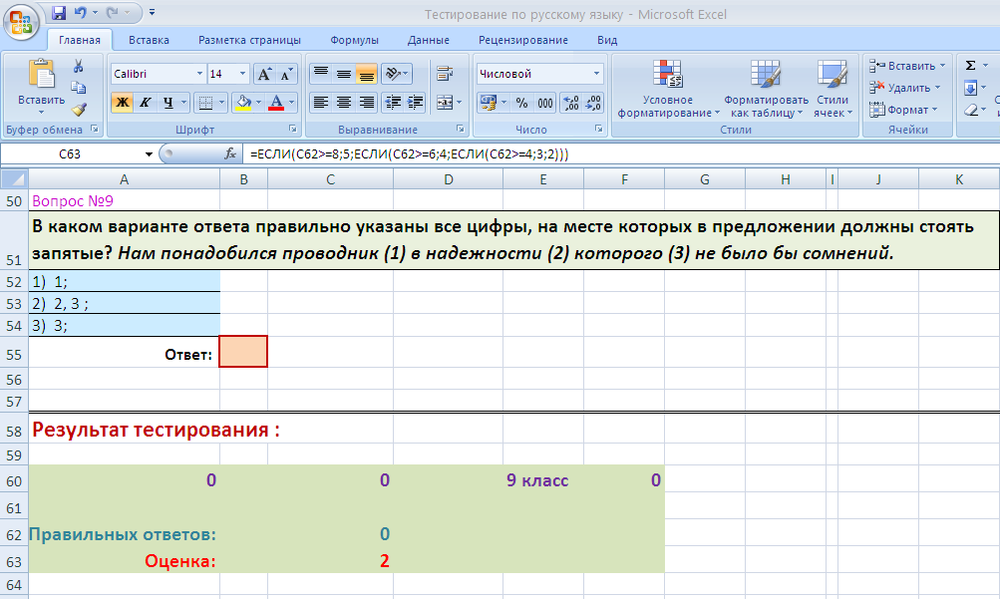 Тестирование по русскому языку - Microsoft Excel
Главная Вставка Разметка страницы Формулы Данные Рецензирование Вид
Calibri 14 Числовой
Вставить
Ж К Ч % 000
Условное форматирование
Форматировать как таблицу
Стили ячеек
Вставить
Удалить
Формат
Σ
Буфер обмена Шрифт Выравнивание Число Стили Ячейки
C63 fx =ЕСЛИ(C62>=8;5;ЕСЛИ(C62>=6;4;ЕСЛИ(C62>=4;3;2)))
A B C D E F G H I J K
50 Вопрос №9
51 В каком варианте ответа правильно указаны все цифры, на месте которых в предложении должны стоять
запятые? Нам понадобился проводник (1) в надежности (2) которого (3) не было бы сомнений.
52 1) 1;
53 2) 2, 3 ;
54 3) 3;
55 Ответ:
56
57
58 Результат тестирования :
59
60 0 0 9 класс 0
61
62 Правильных ответов: 0
63 Оценка: 2
64